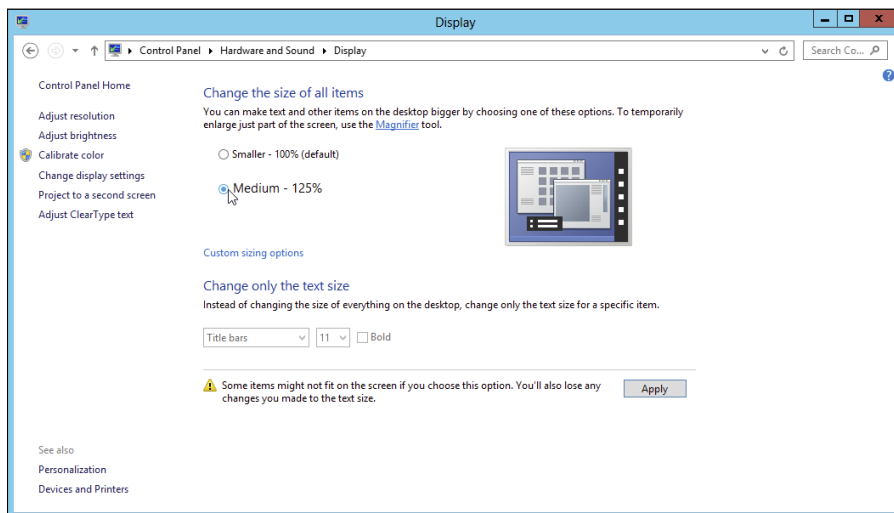 Display
Control Panel Hardware and Sound Display
Search Co...
Control Panel Home
Adjust resolution
Adjust brightness
Calibrate color
Change display settings
Project to a second screen
Adjust ClearType text
Change the size of all items
You can make text and other items on the desktop bigger by choosing one of these options. To temporarily
enlarge just part of the screen, use the Magnifier tool.
Smaller - 100% (default)
Medium - 125%
Custom sizing options
Change only the text size
Instead of changing the size of everything on the desktop, change only the text size for a specific item.
Title bars 11 Bold
Some items might not fit on the screen if you choose this option. You'll also lose any
changes you made to the text size.
Apply
See also
Personalization
Devices and Printers